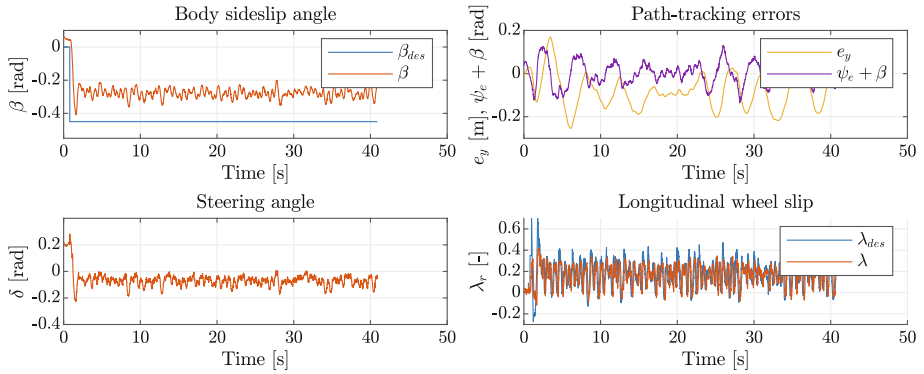 Body sideslip angle
β [rad]
0
-0.2
-0.4
β_des
β
0 10 20 30 40 50
Time [s]
Path-tracking errors
e_y [m], ψ_e + β [rad]
0.2
0
-0.2
e_y
ψ_e + β
0 10 20 30 40 50
Time [s]
Steering angle
δ [rad]
0.2
0
-0.2
-0.4
0 10 20 30 40 50
Time [s]
Longitudinal wheel slip
λ_r [-]
0.6
0.4
0.2
0
-0.2
λ_des
λ
0 10 20 30 40 50
Time [s]